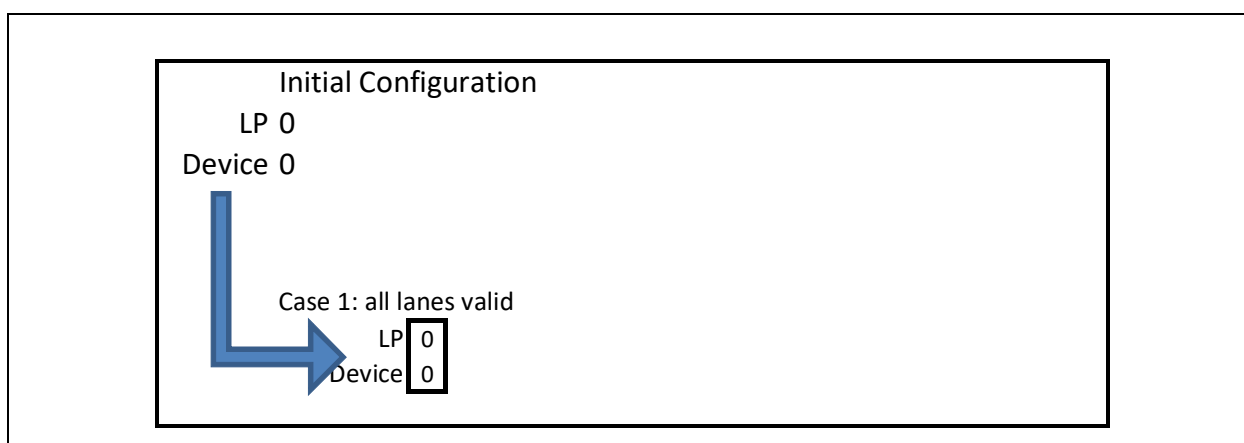 Initial Configuration
LP 0
Device 0
Case 1: all lanes valid
LP 0
Device 0